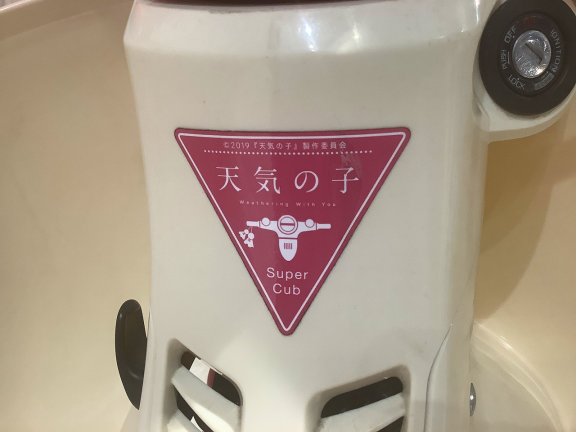 ©2019『天気の子』製作委員会
天気の子
Weathering With You
Super
Cub
OFF
IGNITION
PUSH
LOCK